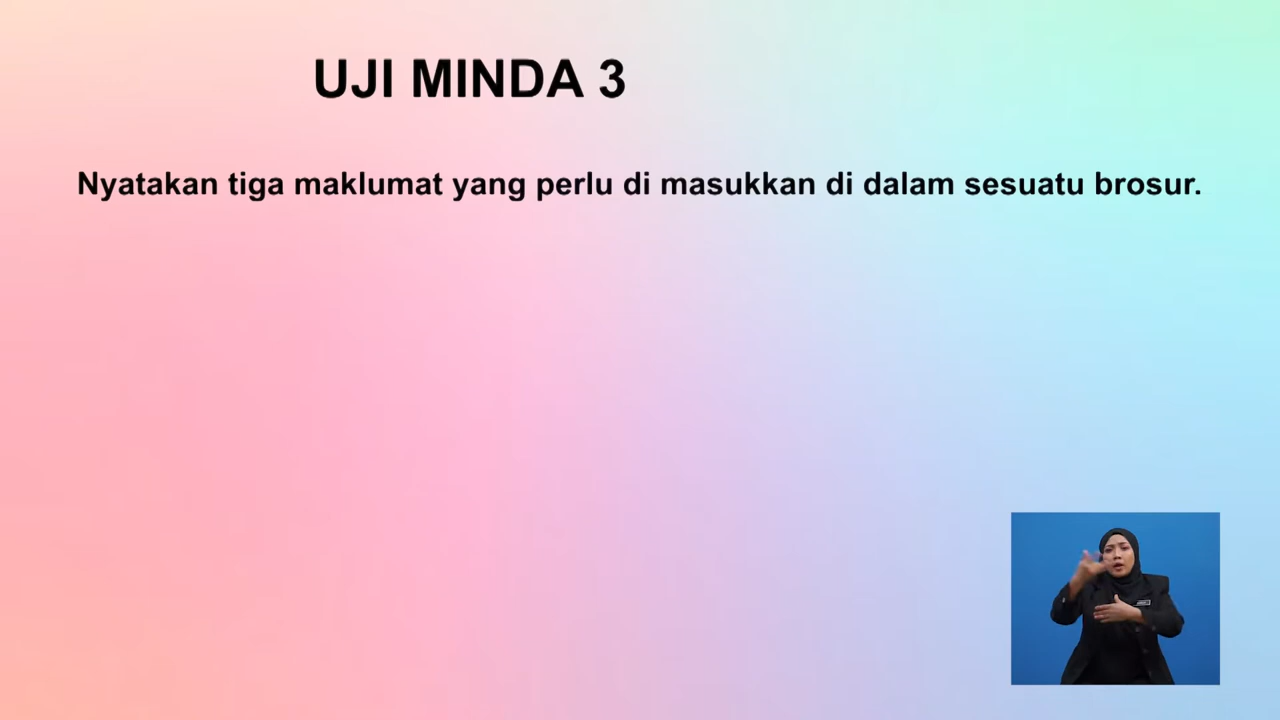 UJI MINDA 3
Nyatakan tiga maklumat yang perlu di masukkan di dalam sesuatu brosur.